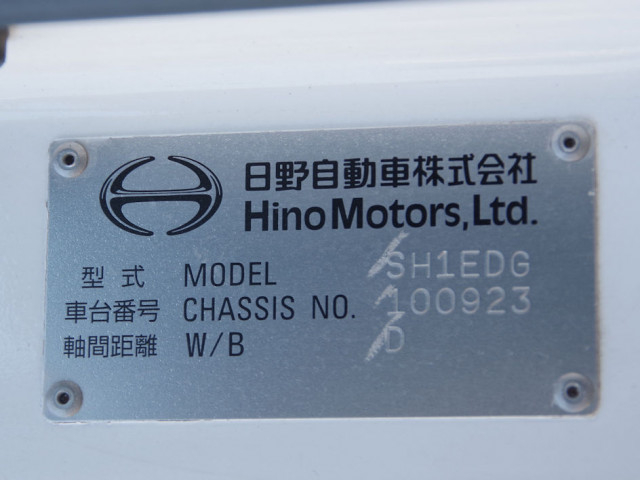 日野自動車株式会社
Hino Motors, Ltd.
型式 MODEL SH1EDG
車台番号 CHASSIS NO. 100923
軸間距離 W/B D